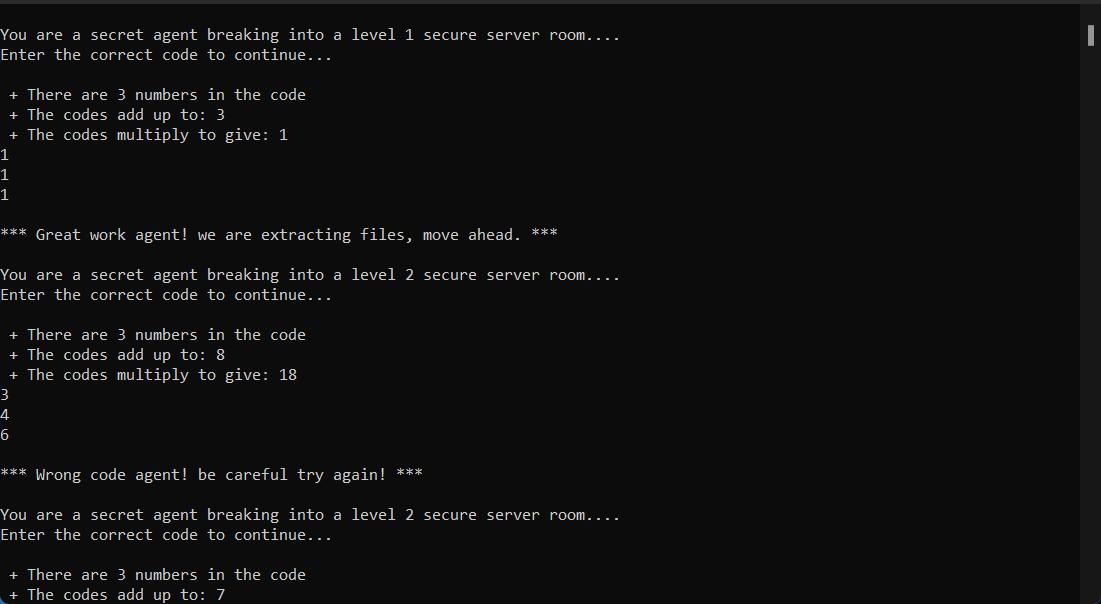 You are a secret agent breaking into a level 1 secure server room....
Enter the correct code to continue...
+ There are 3 numbers in the code
+ The codes add up to: 3
+ The codes multiply to give: 1
1
1
1
*** Great work agent! we are extracting files, move ahead. ***
You are a secret agent breaking into a level 2 secure server room....
Enter the correct code to continue...
+ There are 3 numbers in the code
+ The codes add up to: 8
+ The codes multiply to give: 18
3
4
6
*** Wrong code agent! be careful try again! ***
You are a secret agent breaking into a level 2 secure server room....
Enter the correct code to continue...
+ There are 3 numbers in the code
+ The codes add up to: 7